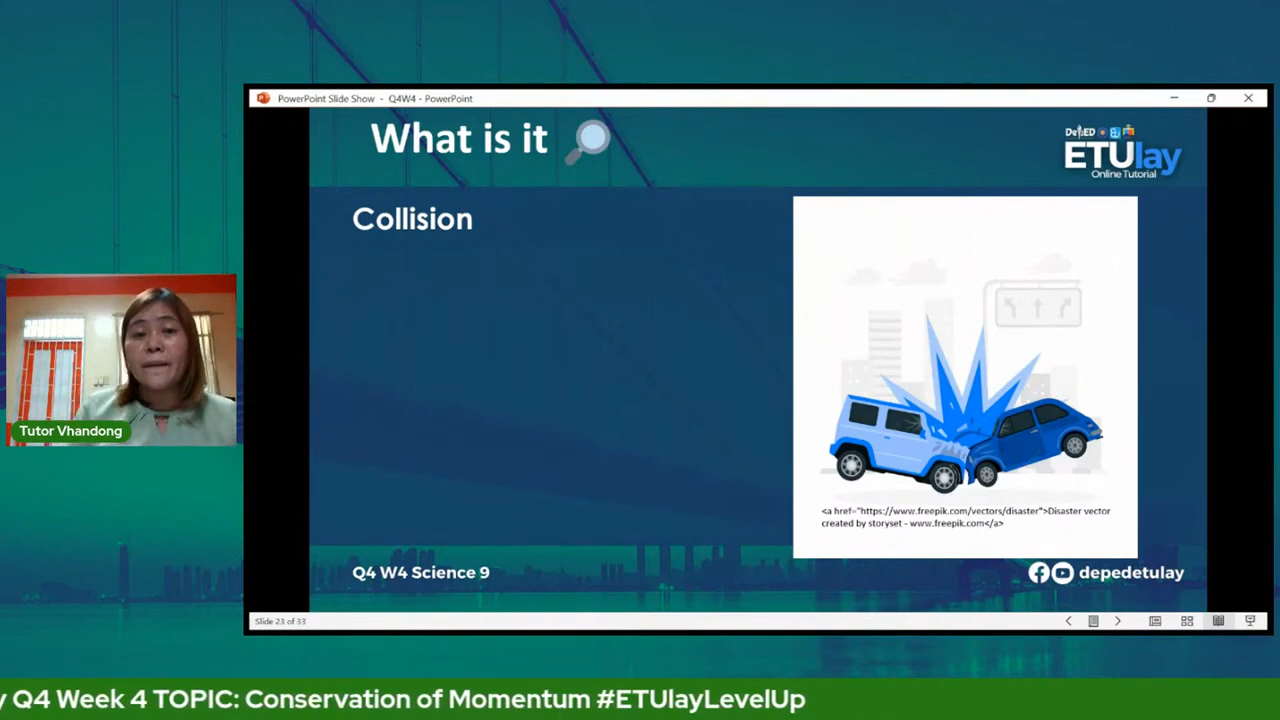 PowerPoint Slide Show - Q4W4 - PowerPoint
What is it
DepED
ETUlay
Online Tutorial
Collision
Tutor Vhandong
<a href="https://www.freepik.com/vectors/disaster">Disaster vector
created by storyset - www.freepik.com</a>
Q4 W4 Science 9
depedetulay
Slide 23 of 33
y Q4 Week 4 TOPIC: Conservation of Momentum #ETUlayLevelUp